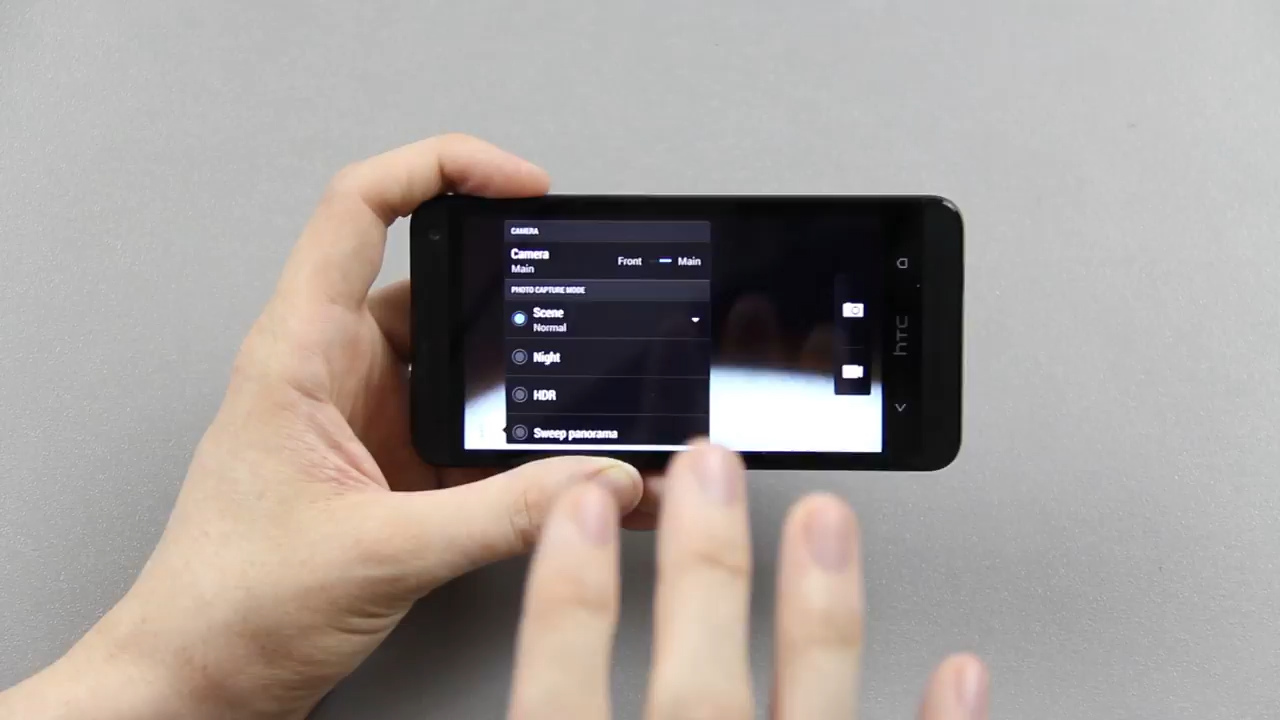 CAMERA
Camera
Main
Front
Main
PHOTO CAPTURE MODE
Scene
Normal
Night
HDR
Sweep panorama
hTC